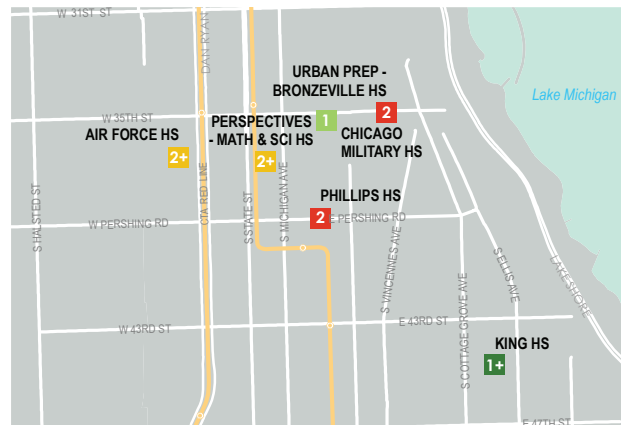 W 31ST ST
DAN RYAN
URBAN PREP -
BRONZEVILLE HS
Lake Michigan
W 35TH ST
PERSPECTIVES
- MATH & SCI HS
1
2
AIR FORCE HS
CHICAGO
MILITARY HS
2+
2+
S HALSTED ST
CTA RED LINE
S STATE ST
S MICHIGAN AVE
PHILLIPS HS
2
W PERSHING RD
E PERSHING RD
S VINCENNES AVE
S COTTAGE GROVE AVE
S ELLIS AVE
LAKE SHORE
W 43RD ST
E 43RD ST
KING HS
1+
E 47TH ST